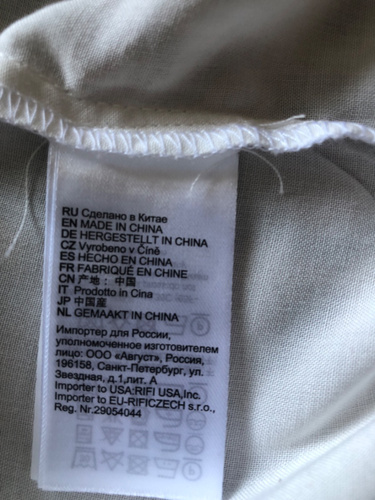 RU Сделано в Китае
EN MADE IN CHINA
DE HERGESTELLT IN CHINA
CZ Vyrobeno v Číně
ES HECHO EN CHINA
FR FABRIQUÉ EN CHINE
CN 产地：中国
IT Prodotto in Cina
JP 中国産
NL GEMAAKT IN CHINA
Импортер для России,
уполномоченное изготовителем
лицо: ООО «Август», Россия,
196158, Санкт-Петербург, ул.
Звездная, д.1,лит. А
Importer to USA:RIFI USA,Inc.
Importer to EU-RIFICZECH s.r.o.,
Reg. Nr.29054044